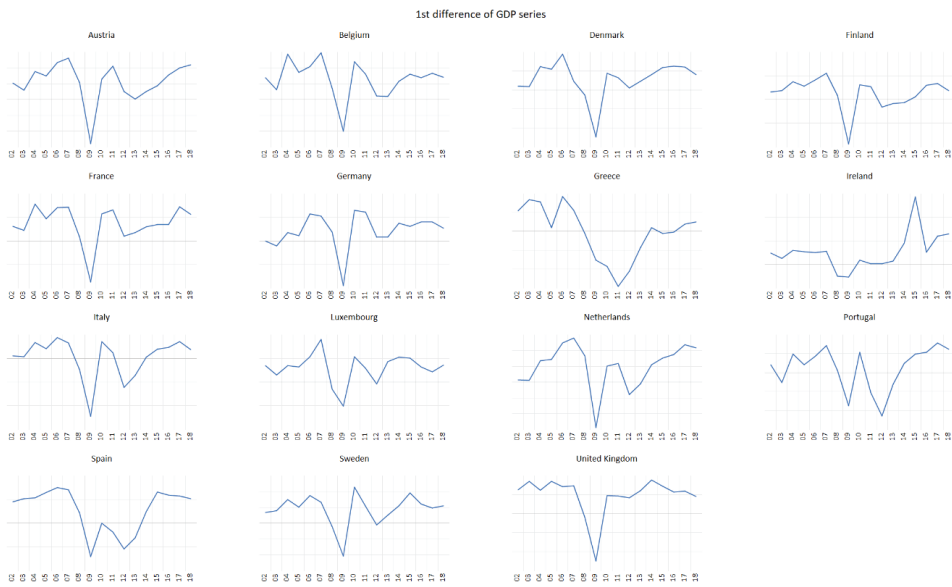 1st difference of GDP series
Austria Belgium Denmark Finland
02 03 04 05 06 07 08 09 10 11 12 13 14 15 16 17 18 02 03 04 05 06 07 08 09 10 11 12 13 14 15 16 17 18 02 03 04 05 06 07 08 09 10 11 12 13 14 15 16 17 18 02 03 04 05 06 07 08 09 10 11 12 13 14 15 16 17 18
France Germany Greece Ireland
02 03 04 05 06 07 08 09 10 11 12 13 14 15 16 17 18 02 03 04 05 06 07 08 09 10 11 12 13 14 15 16 17 18 02 03 04 05 06 07 08 09 10 11 12 13 14 15 16 17 18 02 03 04 05 06 07 08 09 10 11 12 13 14 15 16 17 18
Italy Luxembourg Netherlands Portugal
02 03 04 05 06 07 08 09 10 11 12 13 14 15 16 17 18 02 03 04 05 06 07 08 09 10 11 12 13 14 15 16 17 18 02 03 04 05 06 07 08 09 10 11 12 13 14 15 16 17 18 02 03 04 05 06 07 08 09 10 11 12 13 14 15 16 17 18
Spain Sweden United Kingdom
02 03 04 05 06 07 08 09 10 11 12 13 14 15 16 17 18 02 03 04 05 06 07 08 09 10 11 12 13 14 15 16 17 18 02 03 04 05 06 07 08 09 10 11 12 13 14 15 16 17 18